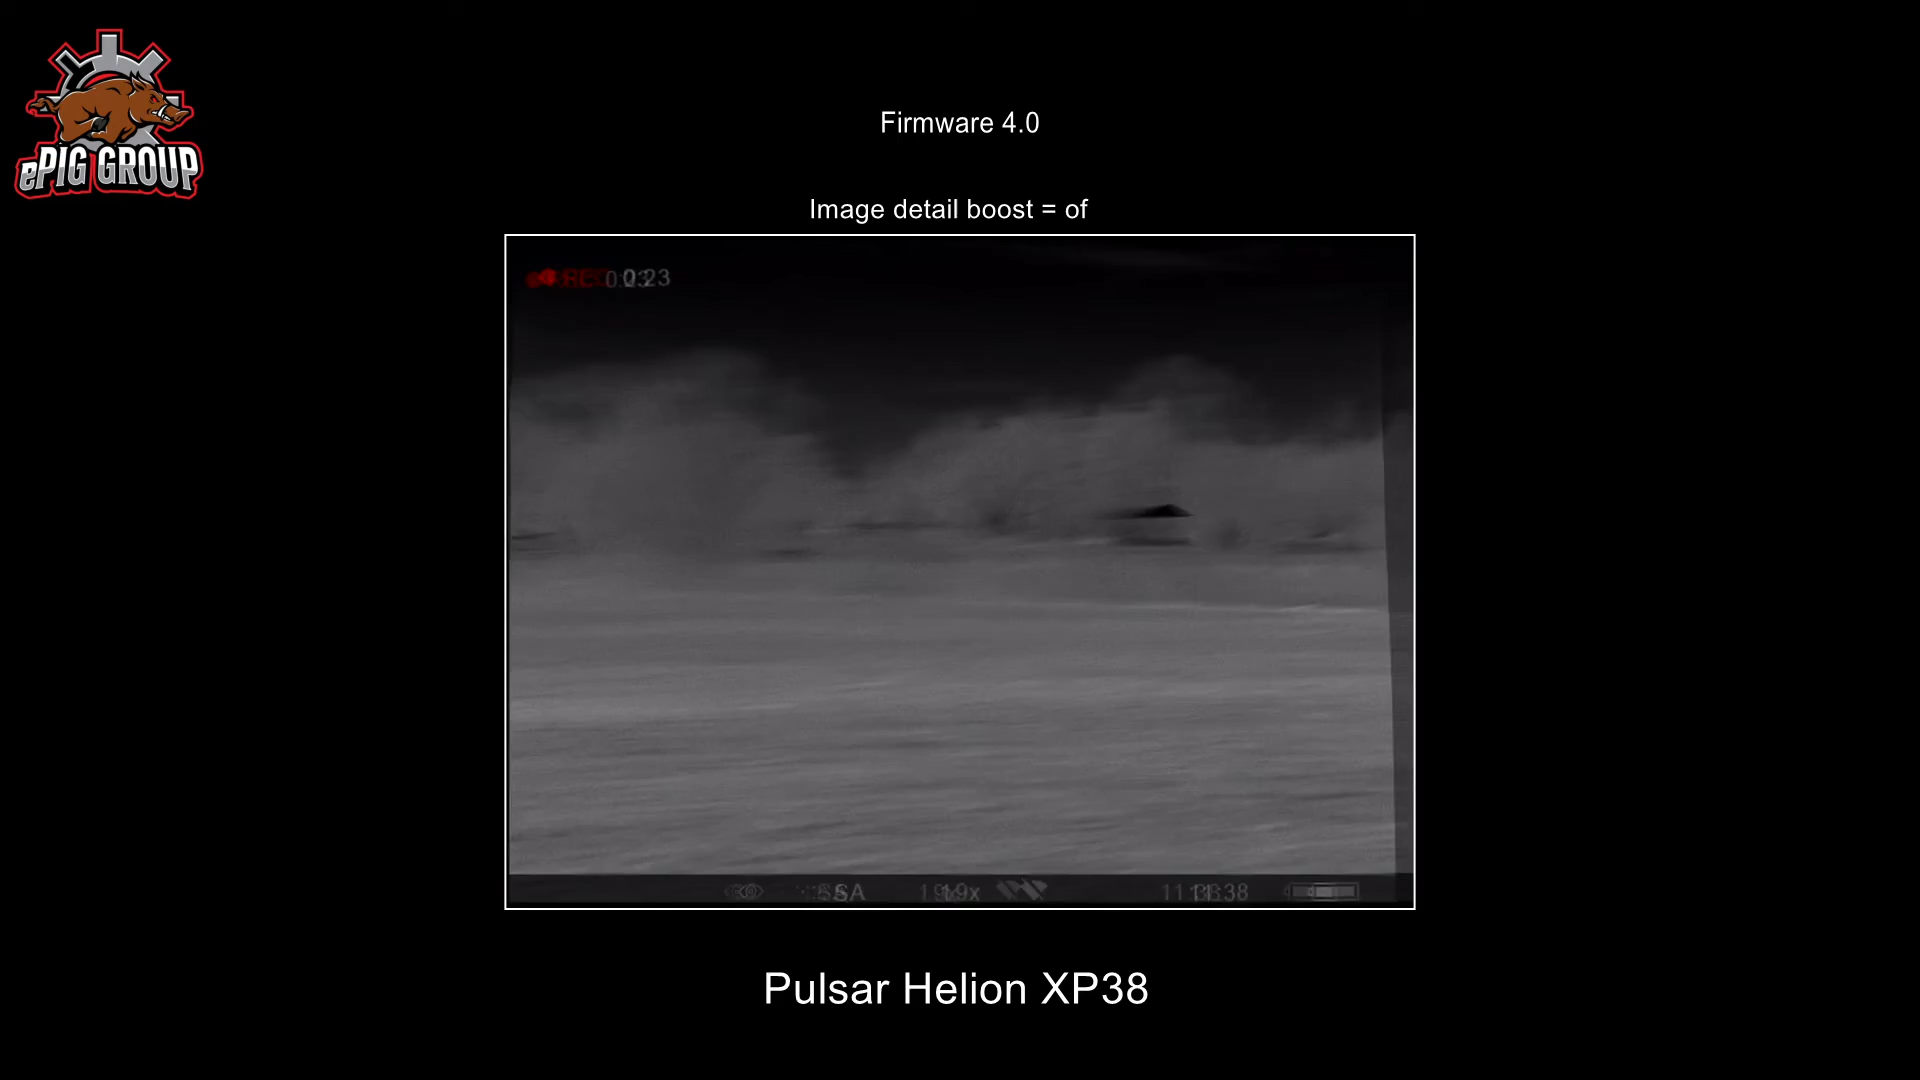 ePIG GROUP
Firmware 4.0
Image detail boost = of
Pulsar Helion XP38